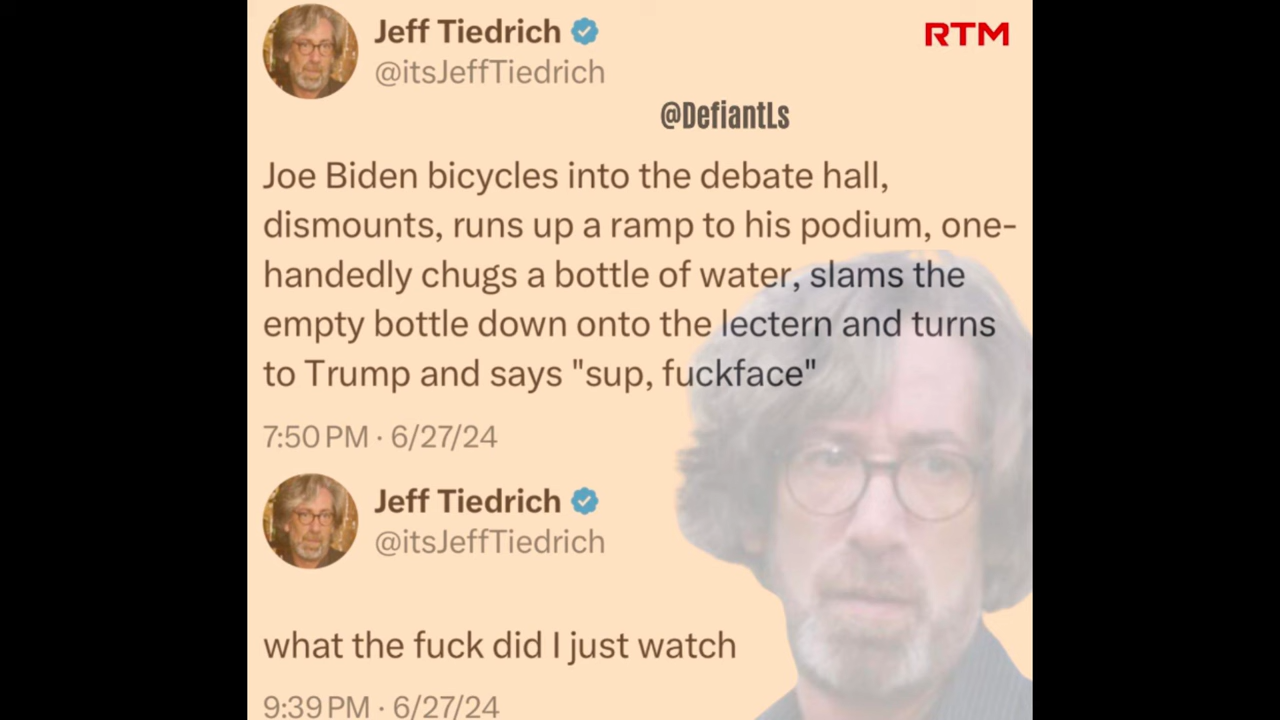 Jeff Tiedrich
RTM
@itsJeffTiedrich
@DefiantLs
Joe Biden bicycles into the debate hall,
dismounts, runs up a ramp to his podium, one-
handedly chugs a bottle of water, slams the
empty bottle down onto the lectern and turns
to Trump and says "sup, fuckface"
7:50 PM · 6/27/24
Jeff Tiedrich
@itsJeffTiedrich
what the fuck did I just watch
9:39 PM · 6/27/24